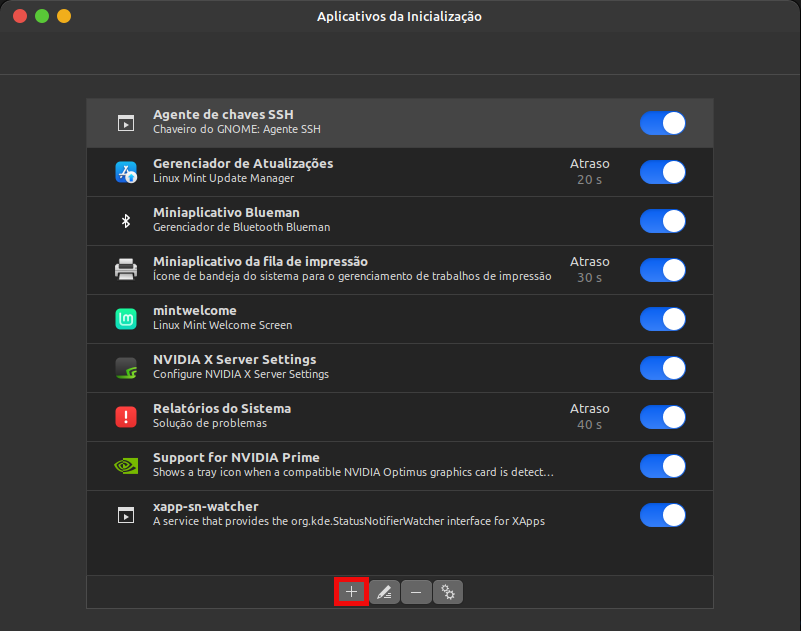 Aplicativos da Inicialização
Agente de chaves SSH
Chaveiro do GNOME: Agente SSH
Gerenciador de Atualizações
Linux Mint Update Manager
Atraso
20 s
Miniaplicativo Blueman
Gerenciador de Bluetooth Blueman
Miniaplicativo da fila de impressão
Ícone de bandeja do sistema para o gerenciamento de trabalhos de impressão
Atraso
30 s
mintwelcome
Linux Mint Welcome Screen
NVIDIA X Server Settings
Configure NVIDIA X Server Settings
Relatórios do Sistema
Solução de problemas
Atraso
40 s
Support for NVIDIA Prime
Shows a tray icon when a compatible NVIDIA Optimus graphics card is detect...
xapp-sn-watcher
A service that provides the org.kde.StatusNotifierWatcher interface for XApps